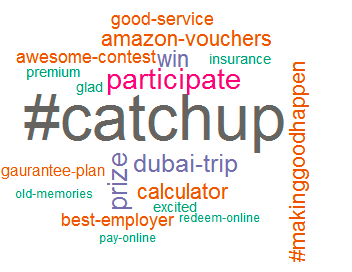 good-service
amazon-vouchers
awesome-contest
win
insurance
premium
participate
glad
#catchup
#makinggoodhappen
prize
dubai-trip
gaurantee-plan
calculator
old-memories
excited
best-employer
redeem-online
pay-online